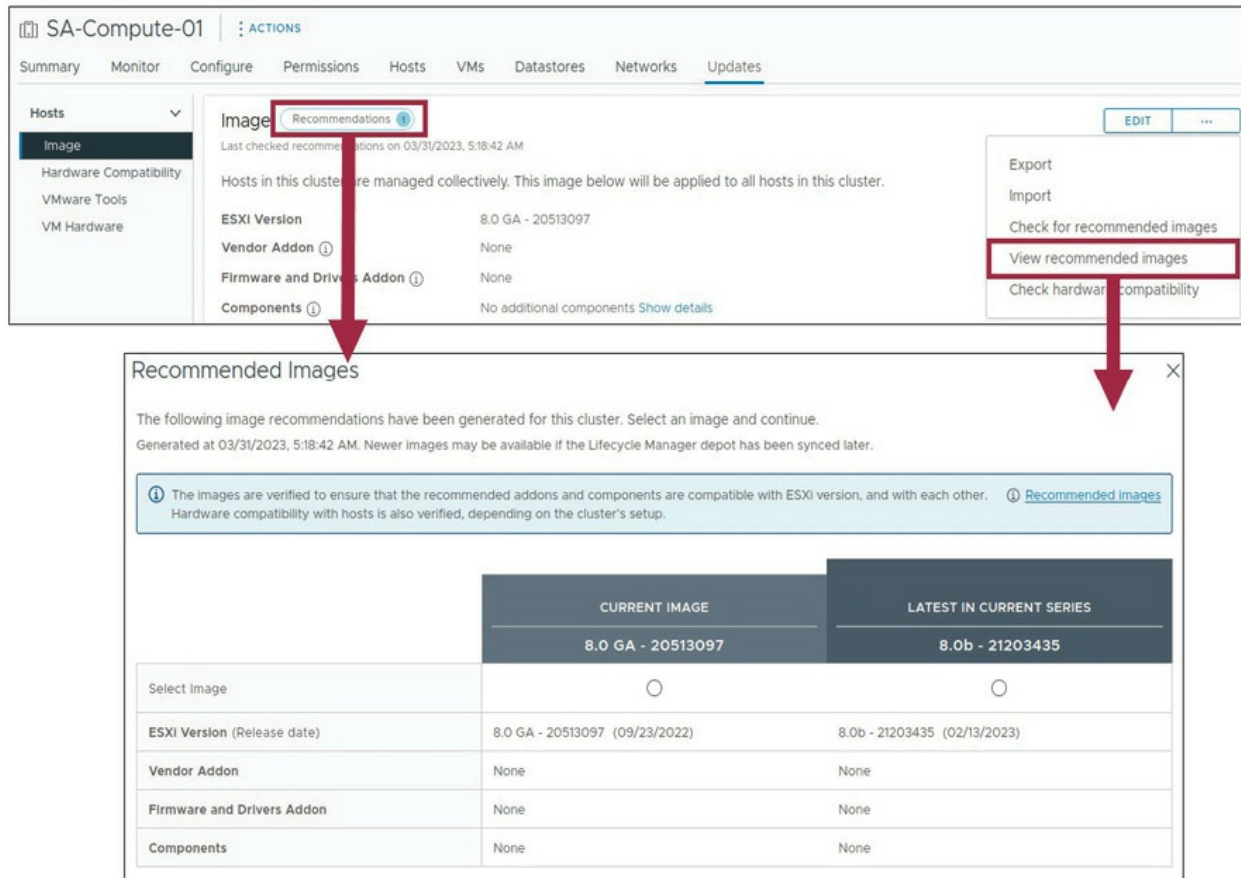 SA-Compute-01 ACTIONS
Summary Monitor Configure Permissions Hosts VMs Datastores Networks Updates
Hosts
Image
Hardware Compatibility
VMware Tools
VM Hardware
Image Recommendations 1
Last checked recommendations on 03/31/2023, 5:18:42 AM
Hosts in this cluster are managed collectively. This image below will be applied to all hosts in this cluster.
ESXi Version 8.0 GA - 20513097
Vendor Addon None
Firmware and Drivers Addon None
Components No additional components Show details
EDIT ...
Export
Import
Check for recommended images
View recommended images
Check hardware compatibility
Recommended Images
The following image recommendations have been generated for this cluster. Select an image and continue.
Generated at 03/31/2023, 5:18:42 AM. Newer images may be available if the Lifecycle Manager depot has been synced later.
The images are verified to ensure that the recommended addons and components are compatible with ESXi version, and with each other. Recommended images
Hardware compatibility with hosts is also verified, depending on the cluster's setup.
CURRENT IMAGE LATEST IN CURRENT SERIES
8.0 GA - 20513097 8.0b - 21203435
Select Image
ESXi Version (Release date) 8.0 GA - 20513097 (09/23/2022) 8.0b - 21203435 (02/13/2023)
Vendor Addon None None
Firmware and Drivers Addon None None
Components None None